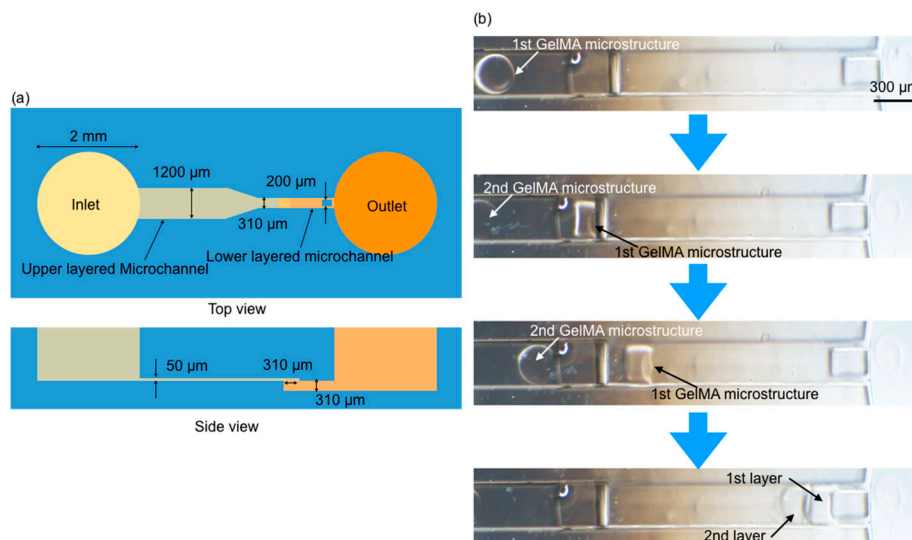 (a)
2 mm
1200 µm
200 µm
Inlet
310 µm
Outlet
Upper layered Microchannel
Lower layered microchannel
Top view
50 µm
310 µm
310 µm
Side view
(b)
1st GelMA microstructure
300 µm
2nd GelMA microstructure
1st GelMA microstructure
2nd GelMA microstructure
1st GelMA microstructure
1st layer
2nd layer